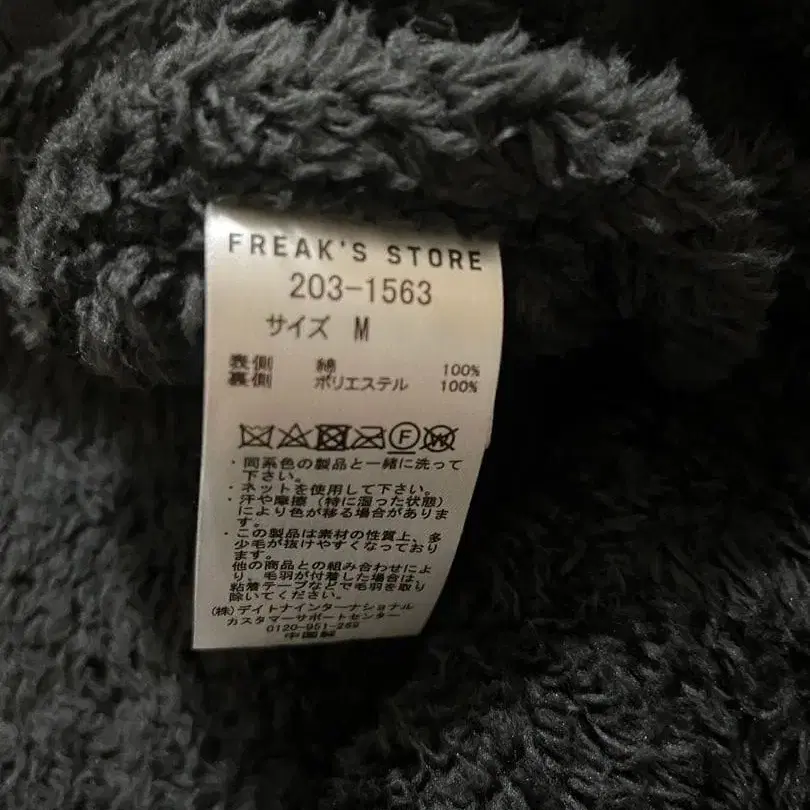 FREAK'S STORE
203-1563
サイズ M
表側 綿 100%
裏側 ポリエステル 100%
F W
・同系色の製品と一緒に洗って
下さい。
・ネットを使用して下さい。
・汗や摩擦（特に湿った状態）
により色が移る場合がありま
す。
・この製品は素材の性質上、多
少毛が抜けやすくなっており
ます。
他の商品との組み合わせによ
り、毛羽が付着した場合は、
粘着テープなどで毛羽を取り
除いてください。
(株)デイトナインターナショナル
カスタマーサポートセンター
0120-951-269
中国製